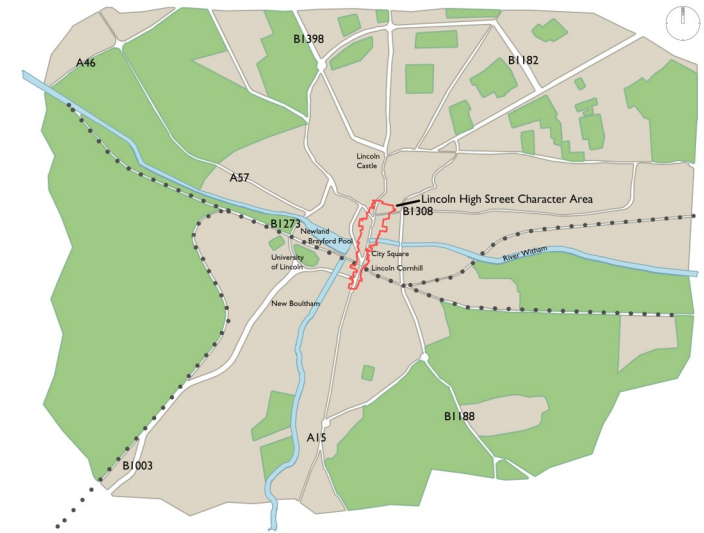 B1398
A46
B1182
Lincoln
Castle
A57
Lincoln High Street Character Area
B1308
B1273
Newland
Brayford Pool
City Square
River Witham
University
of Lincoln
Lincoln Cornhill
New Boultham
B1188
A15
B1003